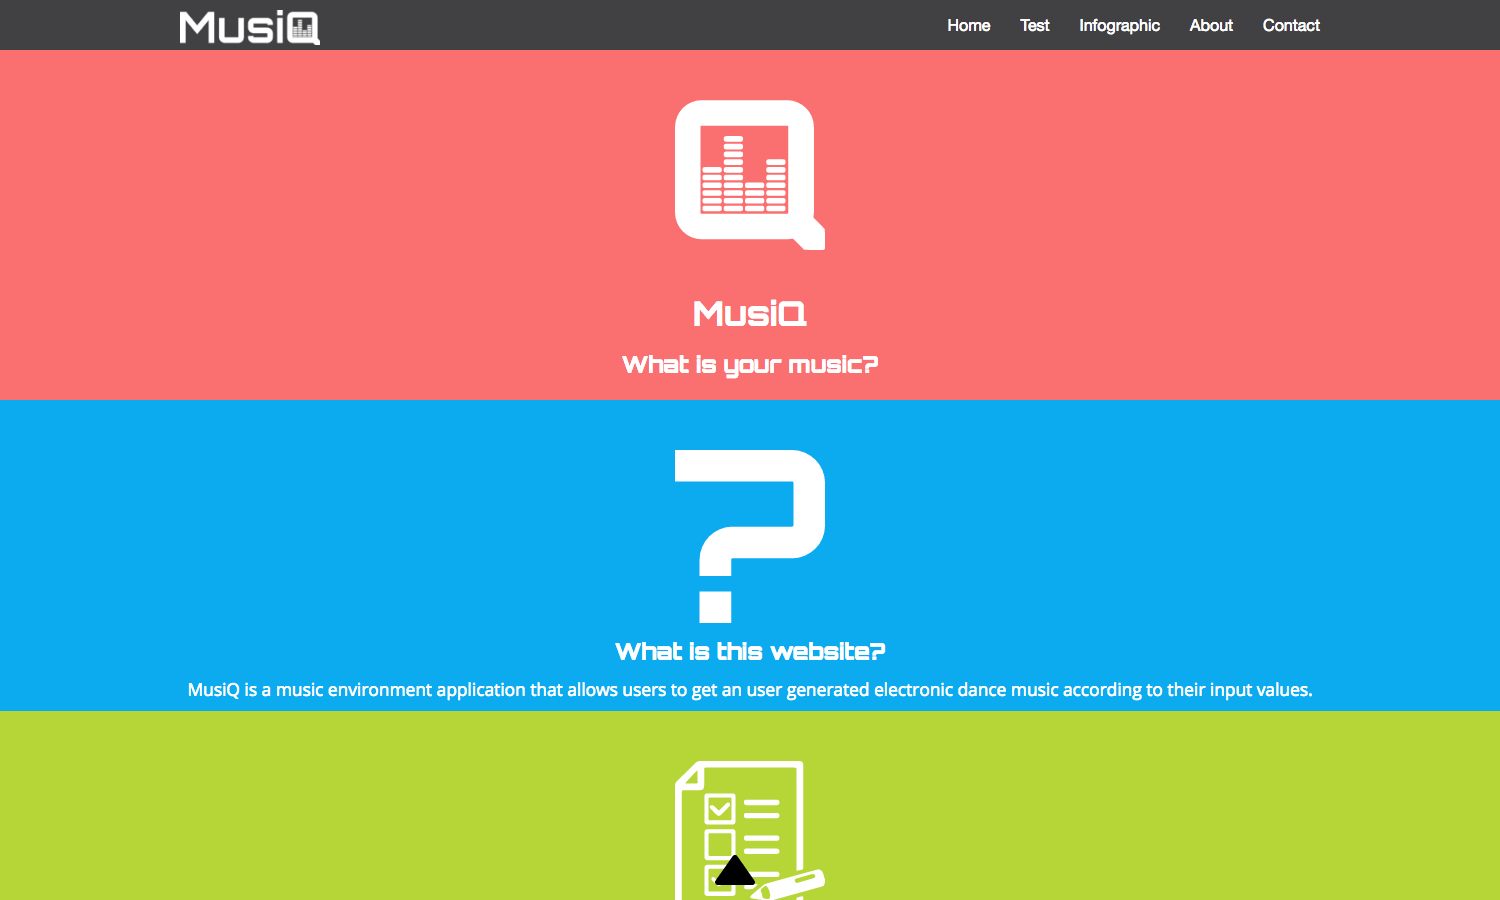 MusiQ
Home Test Infographic About Contact
MusiQ
What is your music?
?
What is this website?
MusiQ is a music environment application that allows users to get an user generated electronic dance music according to their input values.